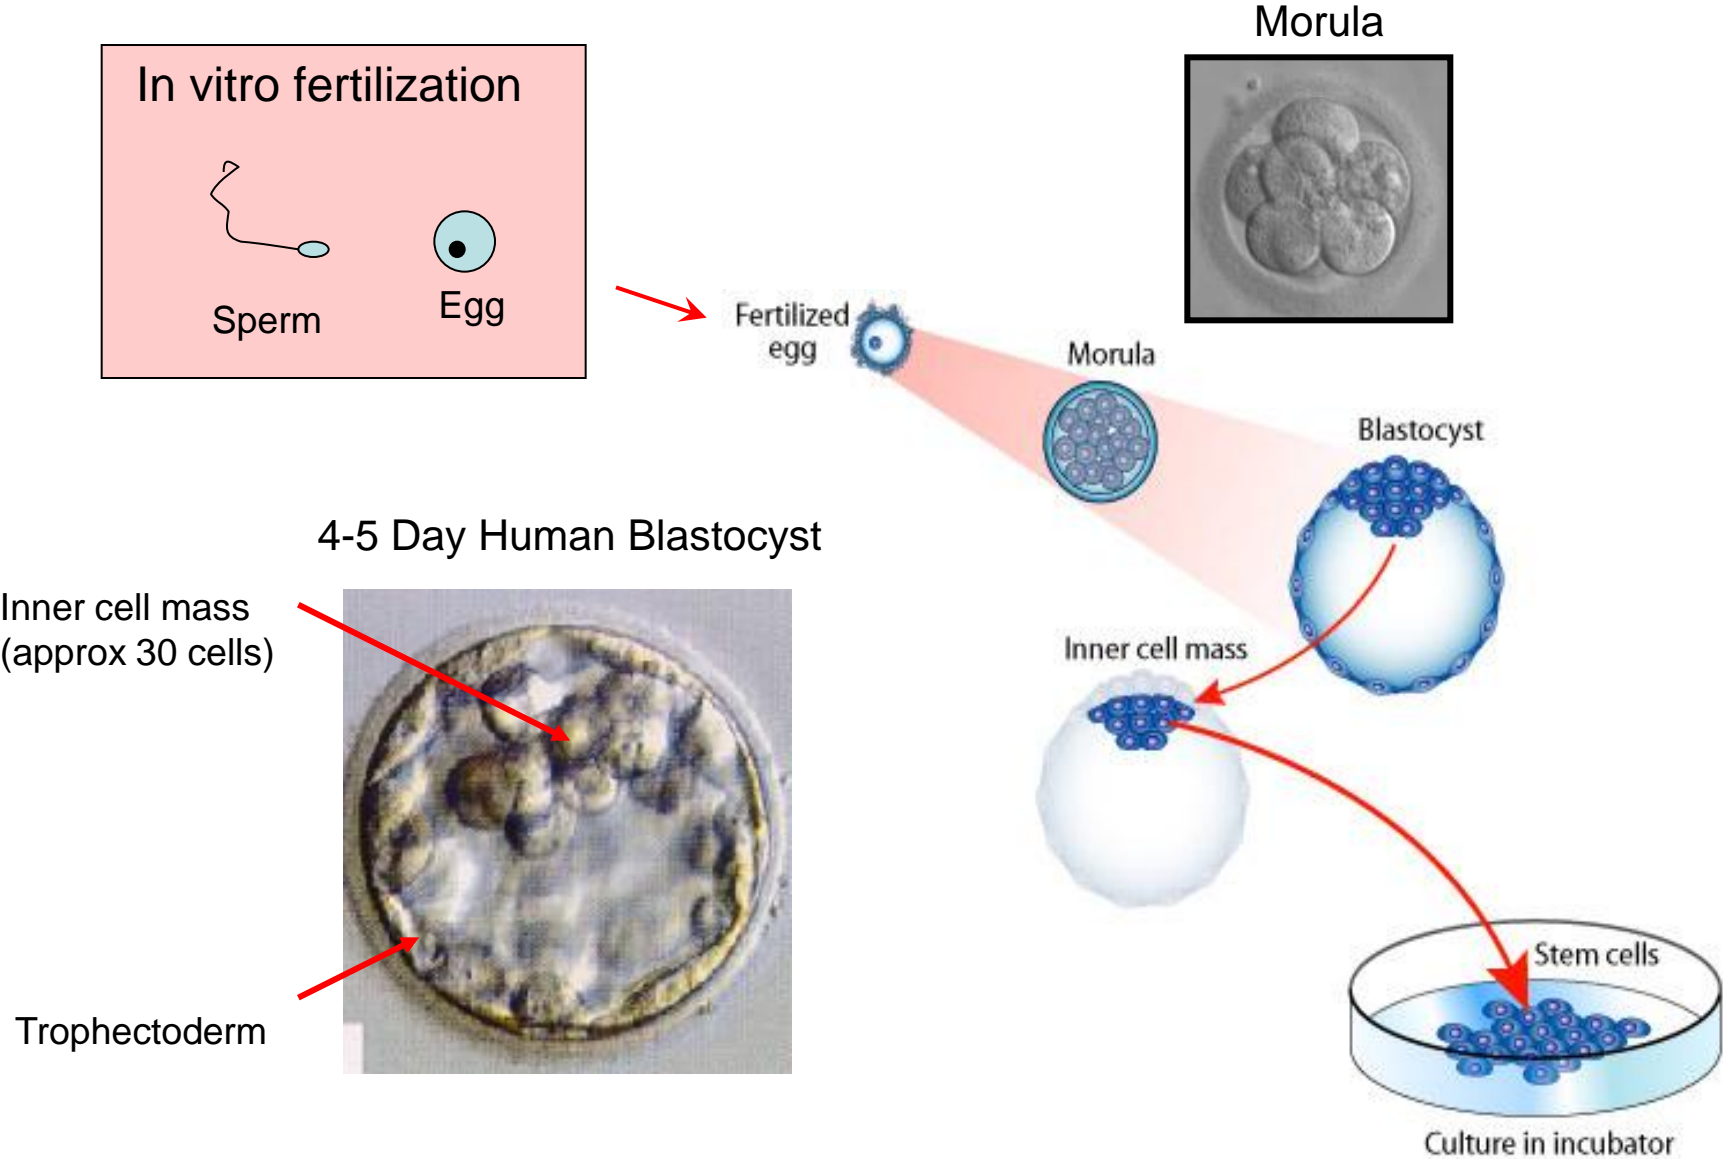 Morula
In vitro fertilization
Sperm
Egg
Fertilized
egg
Morula
Blastocyst
4-5 Day Human Blastocyst
Inner cell mass
(approx 30 cells)
Inner cell mass
Trophectoderm
Stem cells
Culture in incubator